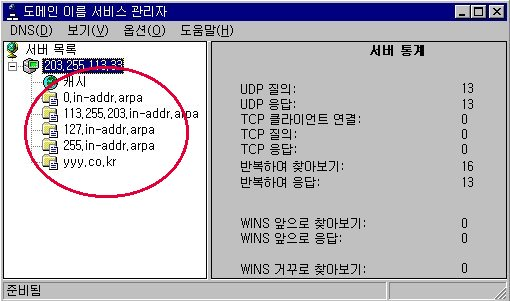 도메인 이름 서비스 관리자
DNS(D) 보기(V) 옵션(O) 도움말(H)
서버 목록
203.255.113.33
캐시
0.in-addr.arpa
113.255.203.in-addr.arpa
127.in-addr.arpa
255.in-addr.arpa
yyy.co.kr
서버 통계
UDP 질의: 13
UDP 응답: 13
TCP 클라이언트 연결: 0
TCP 질의: 0
TCP 응답: 0
반복하여 찾아보기: 16
반복하여 응답: 13
WINS 앞으로 찾아보기: 0
WINS 앞으로 응답: 0
WINS 거꾸로 찾아보기: 0
준비됨